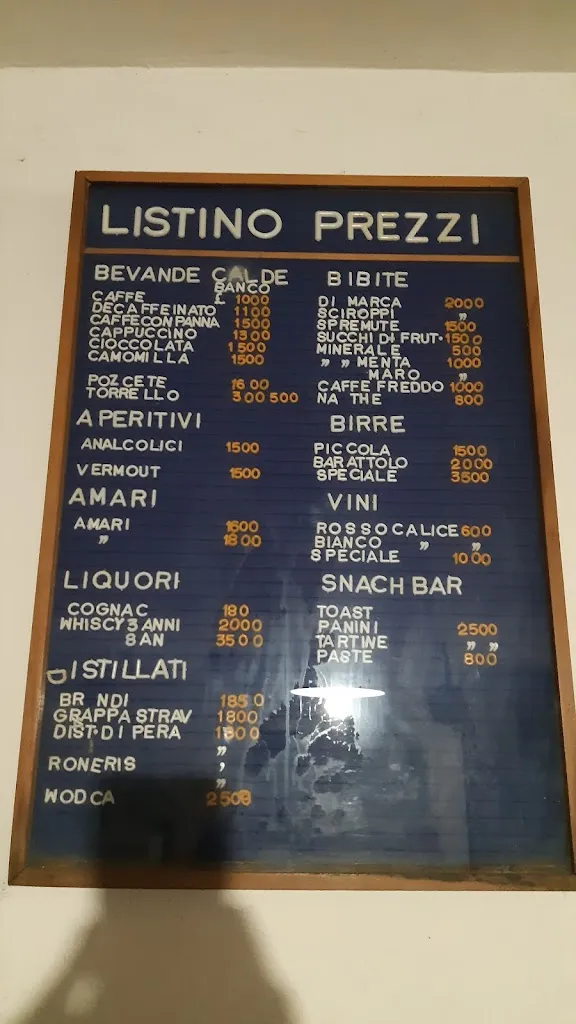 LISTINO PREZZI
BEVANDE CALDE
BANCO
CAFFE £ 1000
DECAFFEINATO 1100
CAFFE CON PANNA 1500
CAPPUCCINO 1300
CIOCCOLATA 1500
CAMOMILLA 1500
POZCETE 1600
TORRELLO 300 500
APERITIVI
ANALCOLICI 1500
VERMOUT 1500
AMARI
AMARI 1600
" 1800
LIQUORI
COGNAC 180
WHISCY 3 ANNI 2000
8 AN 3500
DISTILLATI
BR NDI 1850
GRAPPA STRAV 1800
DIST. DI PERA 1800
"
RONERIS ,
"
WODCA 2500
BIBITE
DI MARCA 2000
SCIROPPI "
SPREMUTE 1500
SUCCHI DI FRUT. 1500
MINERALE 500
" " MENTA 1000
MARO "
CAFFE FREDDO 1000
NA THE 800
BIRRE
PICCOLA 1500
BARATTOLO 2000
SPECIALE 3500
VINI
ROSSO CALICE 600
BIANCO " "
SPECIALE 1000
SNACH BAR
TOAST
PANINI 2500
TARTINE " "
PASTE 800